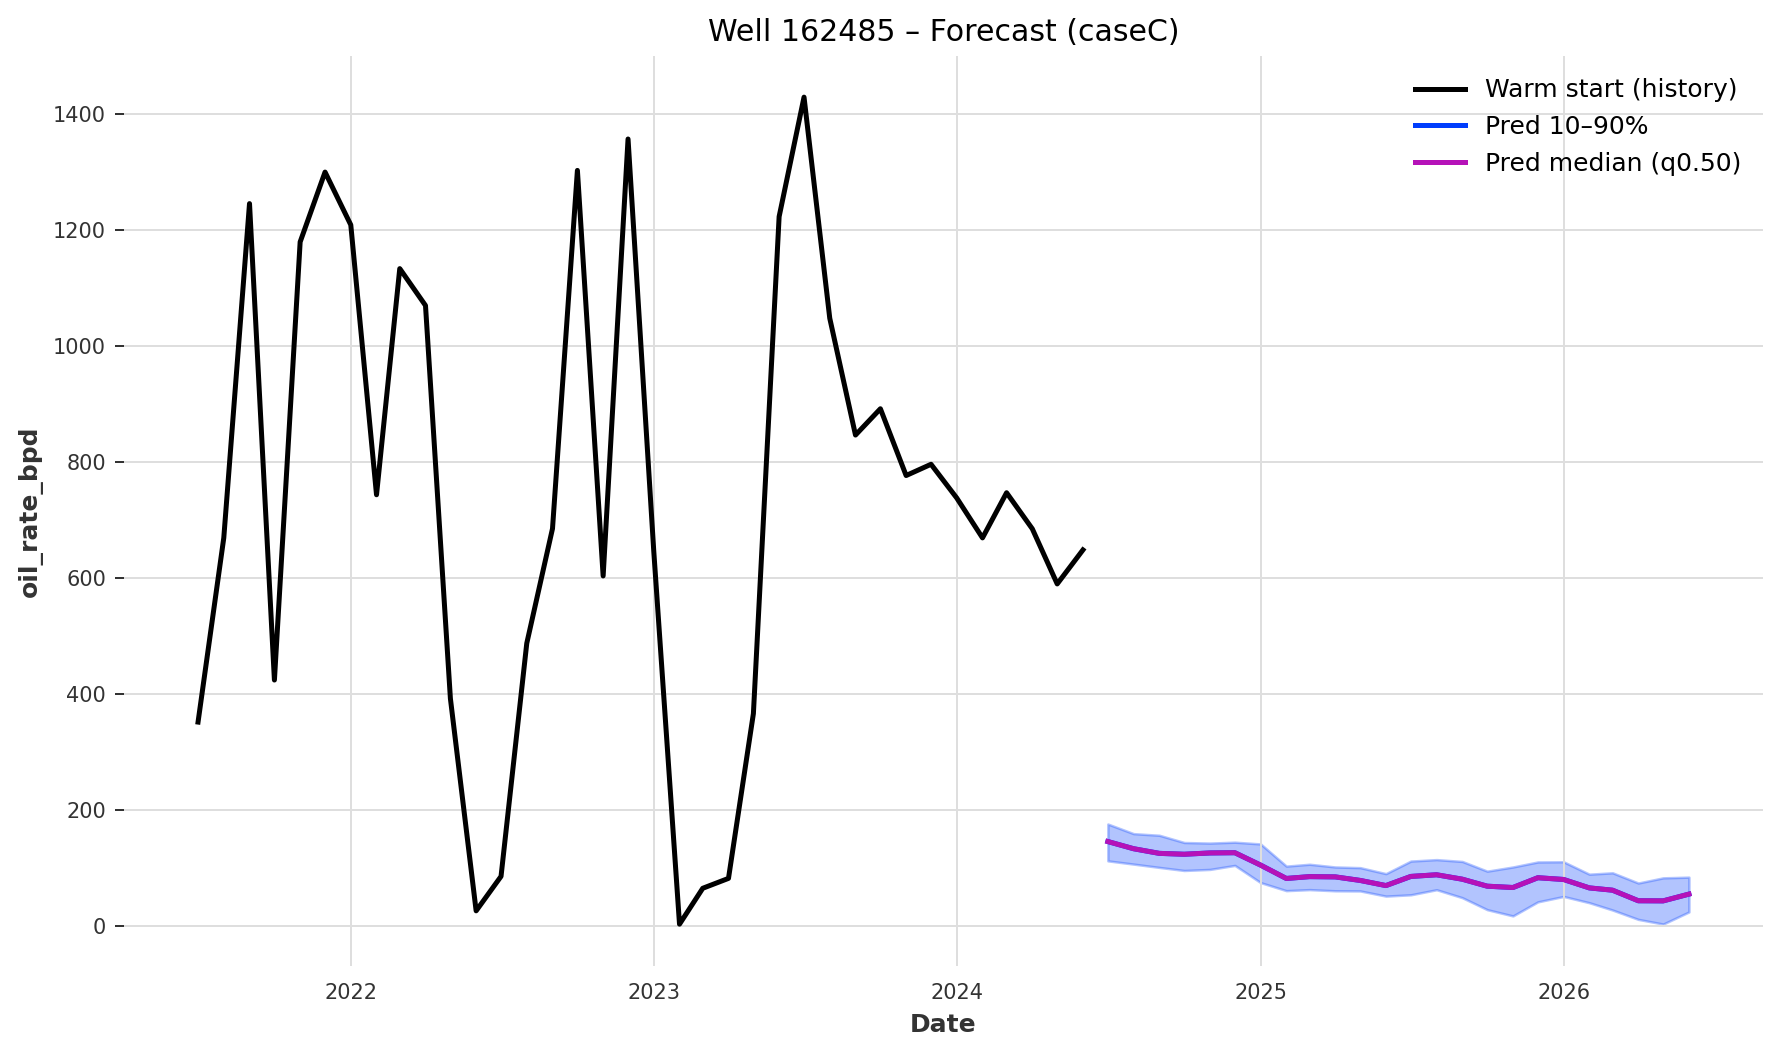 Well 162485 – Forecast (caseC)
Warm start (history)
Pred 10–90%
Pred median (q0.50)
1400
1200
1000
800
600
400
200
0
oil_rate_bpd
2022
2023
2024
2025
2026
Date